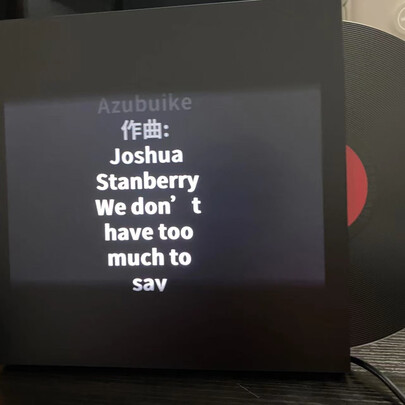 Azubuike
作曲:
Joshua
Stanberry
We don’t
have too
much to
say